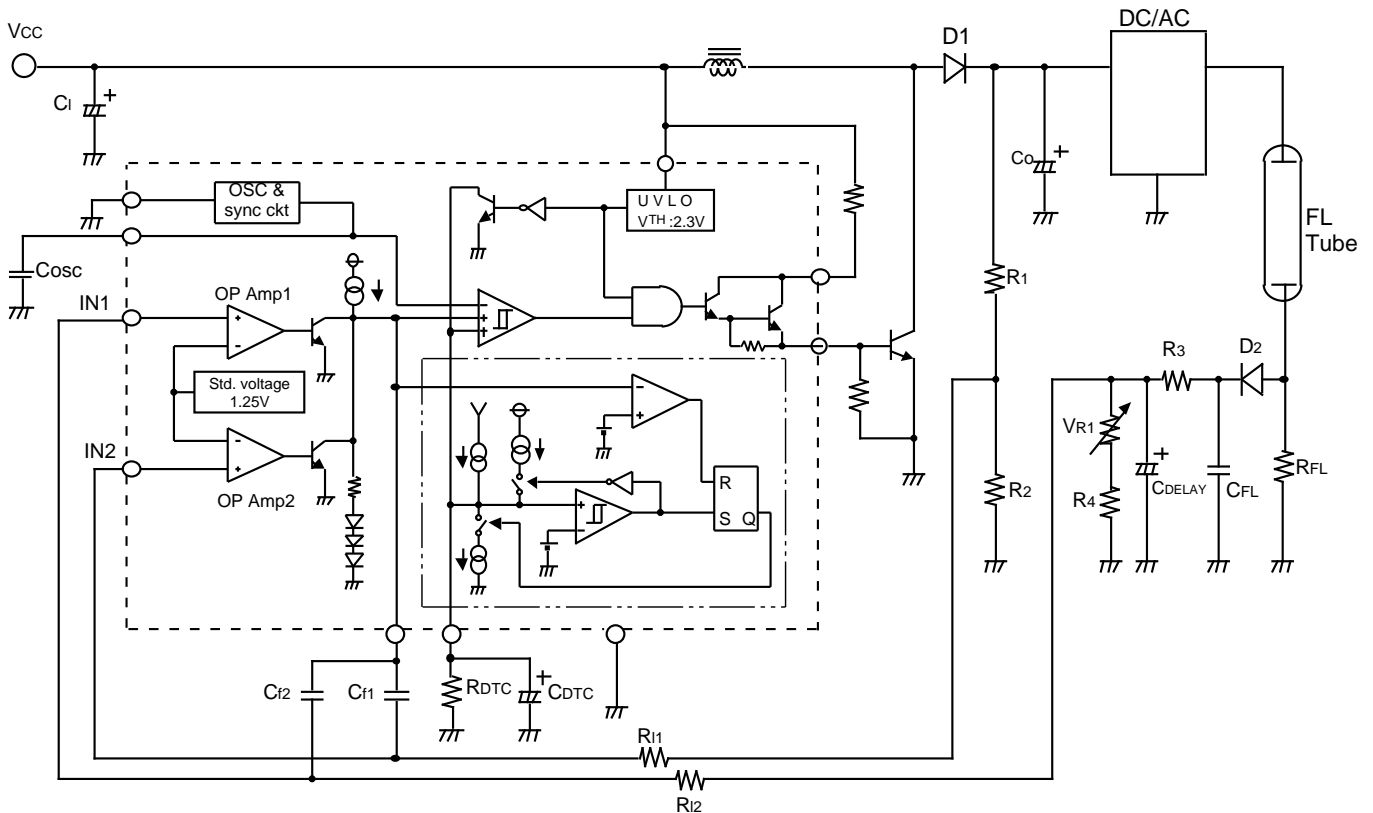 DC/AC
VCC
D1
CI
+
CO
+
OSC &
sync ckt
U V L O
VTH :2.3V
FL
Tube
COSC
R1
OP Amp1
IN1
+
−
−
+
+
R3
D2
Std. voltage
1.25V
−
+
VR1
IN2
−
+
R
+
RFL
OP Amp2
R2
R4
CDELAY
CFL
+
−
S Q
Cf2
Cf1
RDTC
+
CDTC
RI1
RI2